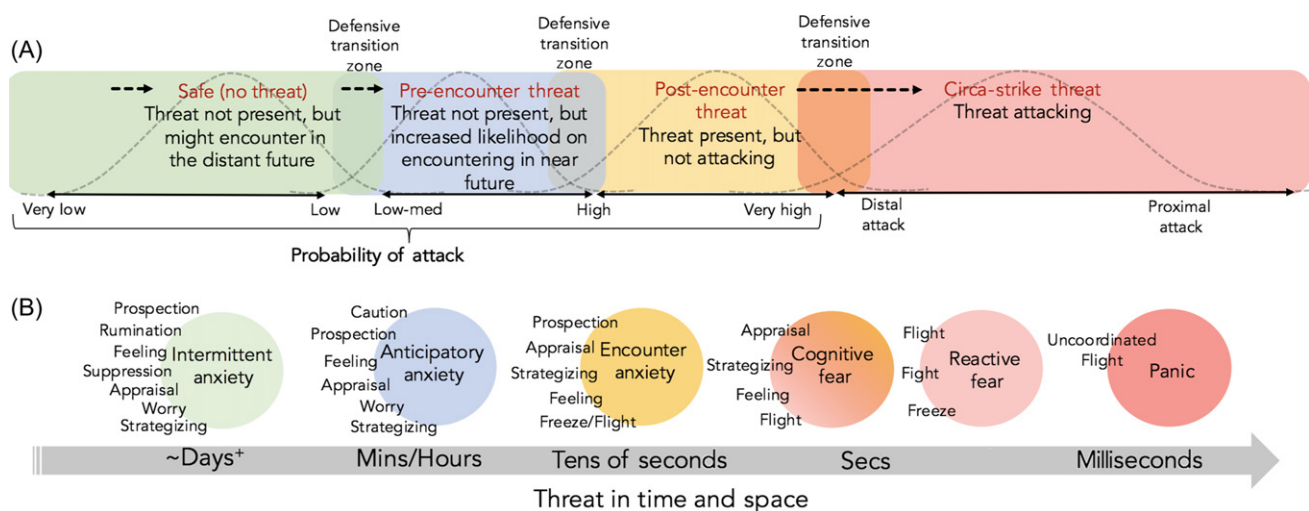 (A)
Defensive
transition
zone
Defensive
transition
zone
Defensive
transition
zone
Safe (no threat)
Threat not present, but
might encounter in
the distant future
Pre-encounter threat
Threat not present, but
increased likelihood on
encountering in near
future
Post-encounter
threat
Threat present, but
not attacking
Circa-strike threat
Threat attacking
Very low
Low
Low-med
High
Very high
Distal
attack
Proximal
attack
Probability of attack
(B)
Prospection
Rumination
Feeling
Suppression
Appraisal
Worry
Strategizing
Intermittent
anxiety
Caution
Prospection
Feeling
Appraisal
Worry
Strategizing
Anticipatory
anxiety
Prospection
Appraisal
Strategizing
Feeling
Freeze/Flight
Encounter
anxiety
Appraisal
Strategizing
Feeling
Flight
Cognitive
fear
Flight
Fight
Freeze
Reactive
fear
Uncoordinated
Flight
Panic
~Days+
Mins/Hours
Tens of seconds
Secs
Milliseconds
Threat in time and space